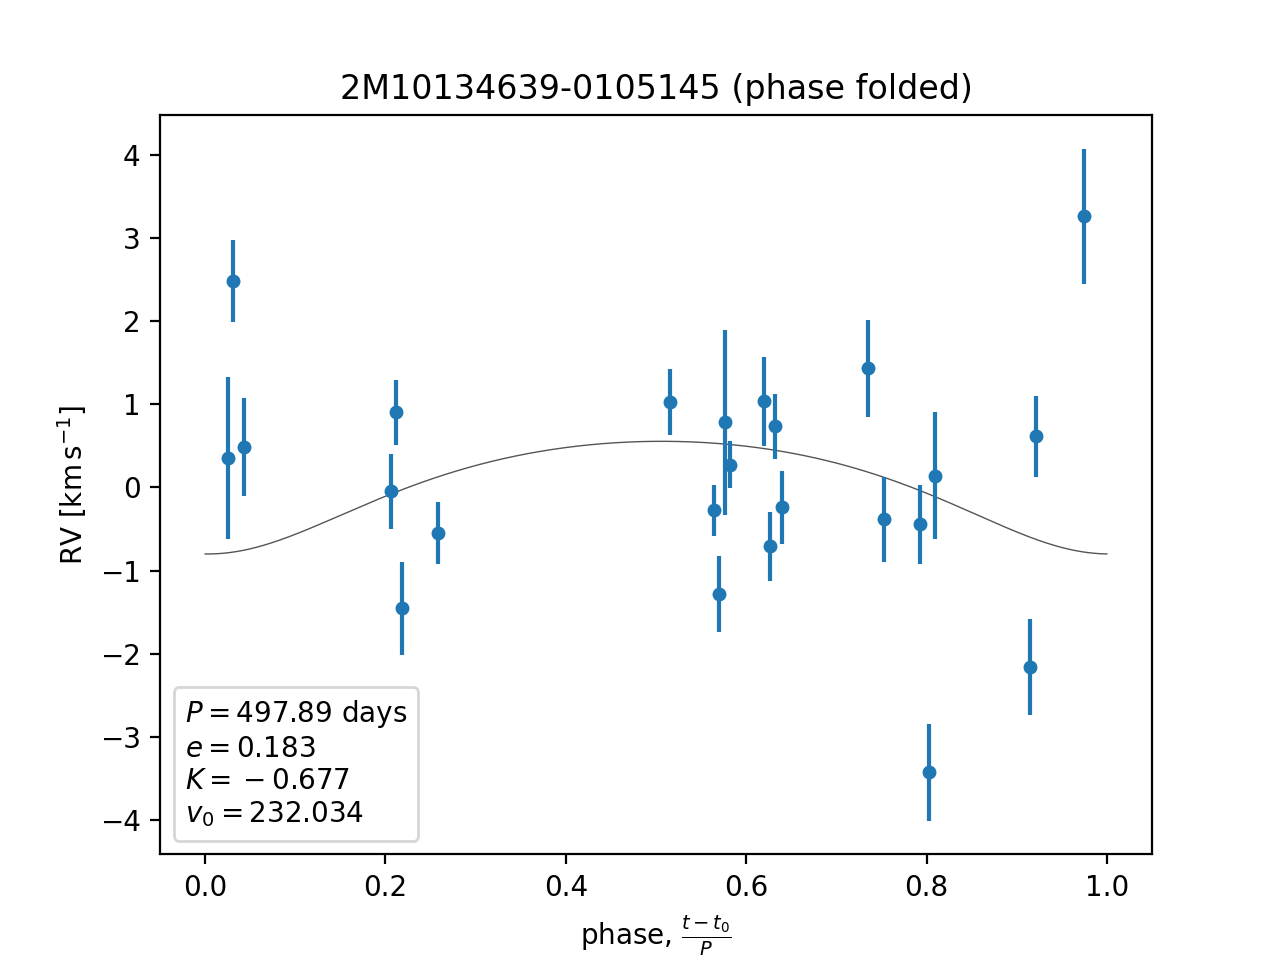 2M10134639-0105145 (phase folded)
RV [km s⁻¹]
4
3
2
1
0
−1
−2
−3
−4
P = 497.89 days
e = 0.183
K = −0.677
v₀ = 232.034
0.0 0.2 0.4 0.6 0.8 1.0
phase, (t − t₀)/P